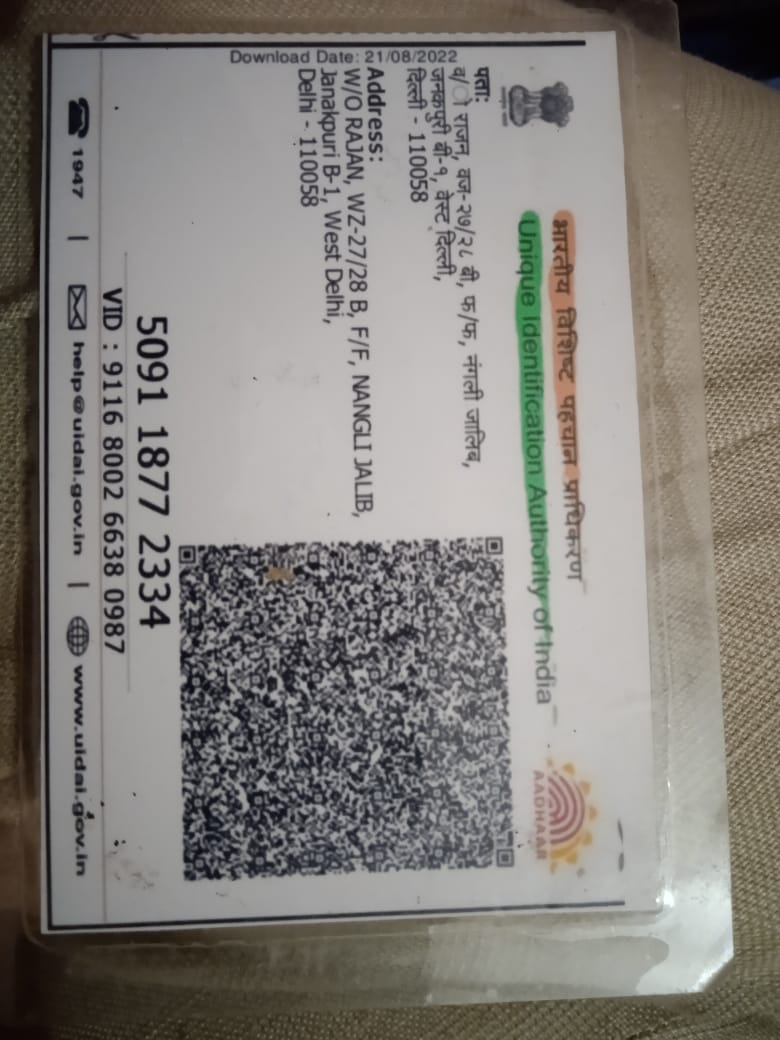 भारतीय विशिष्ट पहचान प्राधिकरण
Unique Identification Authority of India
AADHAAR
पता:
व/ो राजन, वज-२७/२८ बी, फ/फ, नंगली जालिब,
जनकपुरी बी-१, वेस्ट दिल्ली,
दिल्ली - 110058
Address:
W/O RAJAN, WZ-27/28 B, F/F, NANGLI JALIB,
Janakpuri B-1, West Delhi,
Delhi - 110058
Download Date: 21/08/2022
5091 1877 2334
VID : 9116 8002 6638 0987
1947 | help@uidai.gov.in | www.uidai.gov.in